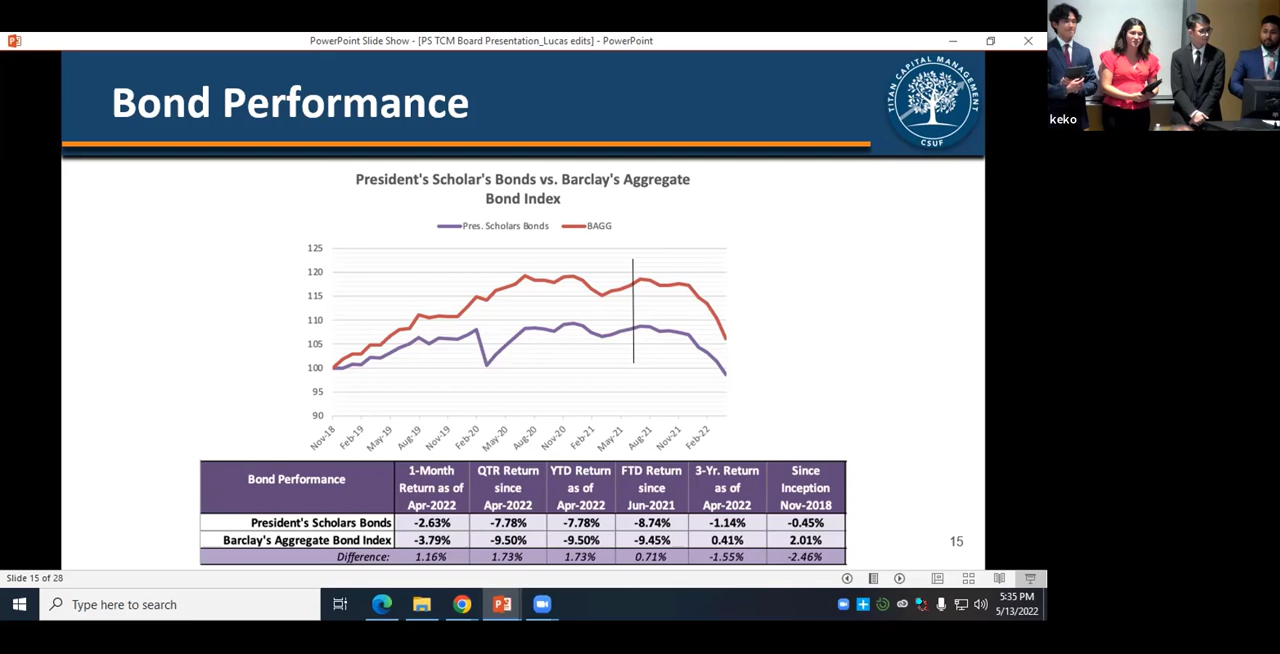 PowerPoint Slide Show - [PS TCM Board Presentation_Lucas edits] - PowerPoint
Bond Performance
TITAN CAPITAL MANAGEMENT
CSUF
keko
President's Scholar's Bonds vs. Barclay's Aggregate
Bond Index
Pres. Scholars Bonds BAGG
125
120
115
110
105
100
95
90
Nov-18 Feb-19 May-19 Aug-19 Nov-19 Feb-20 May-20 Aug-20 Nov-20 Feb-21 May-21 Aug-21 Nov-21 Feb-22
Bond Performance 1-Month Return as of Apr-2022 QTR Return since Apr-2022 YTD Return as of Apr-2022 FTD Return since Jun-2021 3-Yr. Return as of Apr-2022 Since Inception Nov-2018
President's Scholars Bonds -2.63% -7.78% -7.78% -8.74% -1.14% -0.45%
Barclay's Aggregate Bond Index -3.79% -9.50% -9.50% -9.45% 0.41% 2.01%
Difference: 1.16% 1.73% 1.73% 0.71% -1.55% -2.46%
15
Slide 15 of 28
Type here to search
5:35 PM
5/13/2022